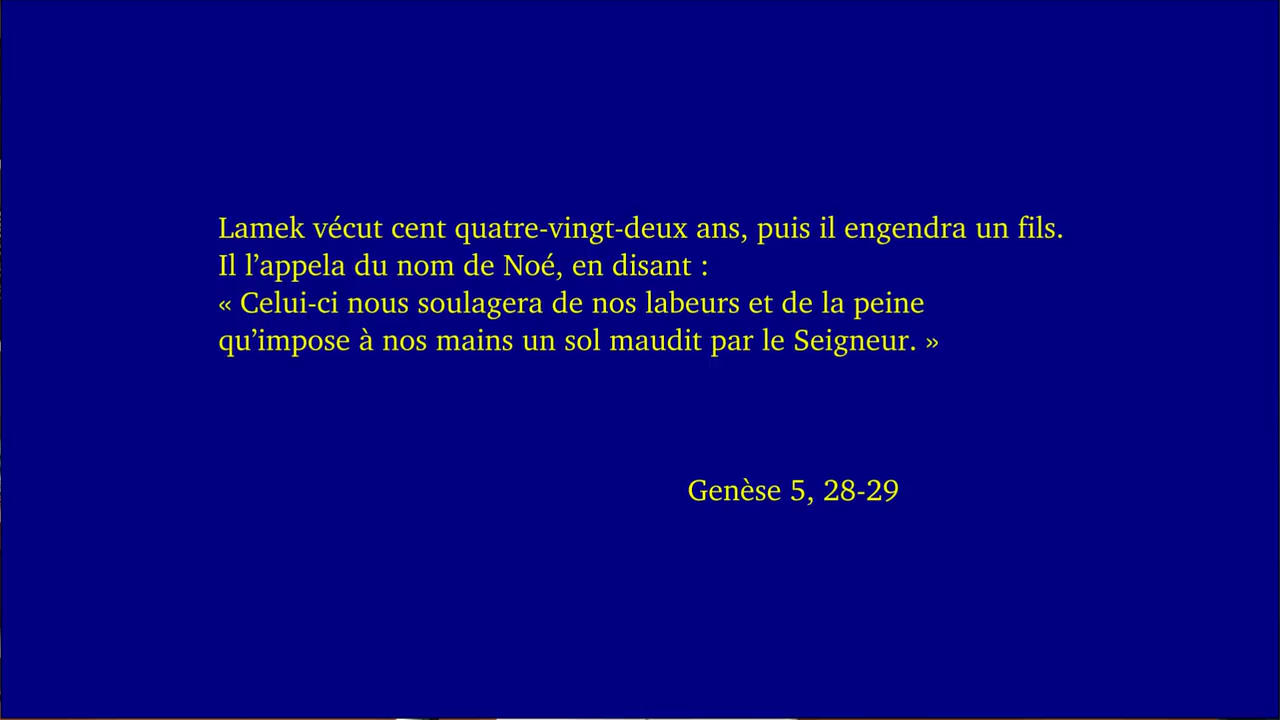 Lamek vécut cent quatre-vingt-deux ans, puis il engendra un fils.
Il l’appela du nom de Noé, en disant :
« Celui-ci nous soulagera de nos labeurs et de la peine
qu’impose à nos mains un sol maudit par le Seigneur. »
Genèse 5, 28-29